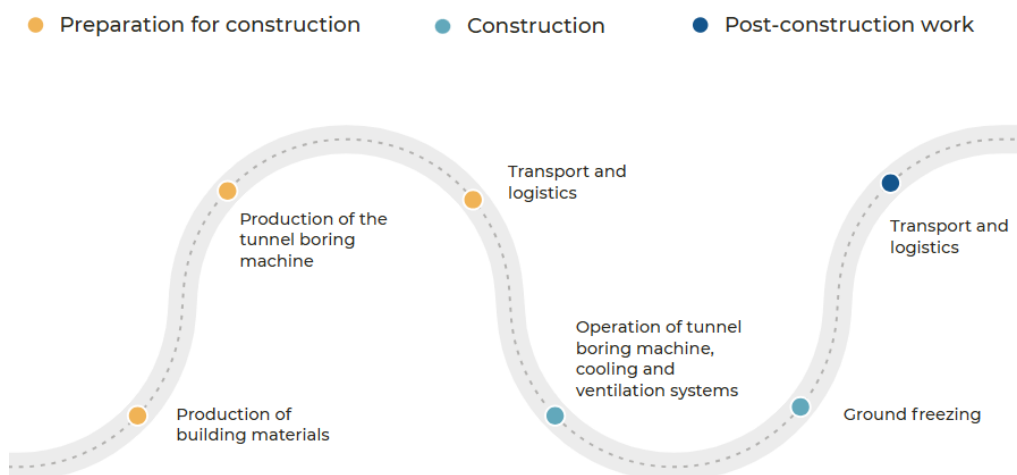 Preparation for construction
Construction
Post-construction work
Production of
building materials
Production of the
tunnel boring
machine
Transport and
logistics
Operation of tunnel
boring machine,
cooling and
ventilation systems
Ground freezing
Transport and
logistics